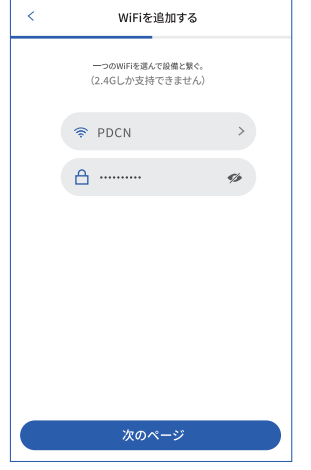 WiFiを追加する
一つのWiFiを選んで設備と繋ぐ。
（2.4Gしか支持できません）
PDCN
••••••••••
次のページ